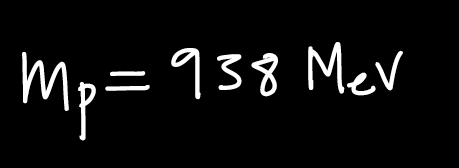 mp = 938 MeV